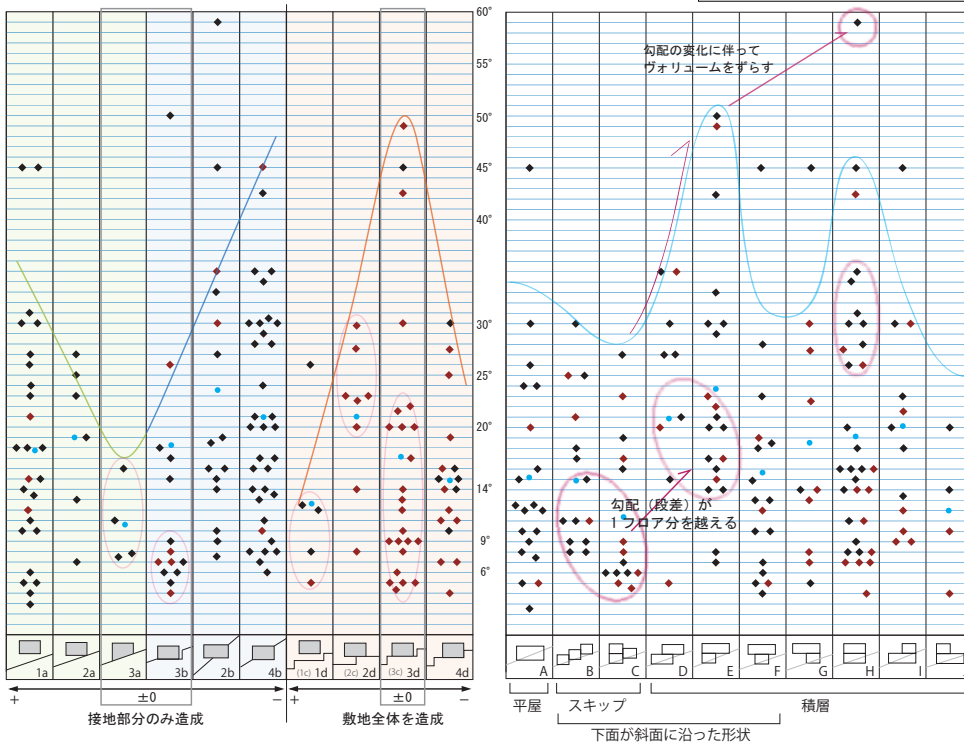 60°
55°
50°
45°
40°
35°
30°
25°
20°
14°
9°
6°
勾配の変化に伴って
ヴォリュームをずらす
勾配（段差）が
1 フロア分を越える
1a 2a 3a 3b 2b 4b (1c) 1d (2c) 2d (3c) 3d 4d
A B C D E F G H I
+ ±0 − + ±0 −
接地部分のみ造成 敷地全体を造成
平屋 スキップ 積層
下面が斜面に沿った形状